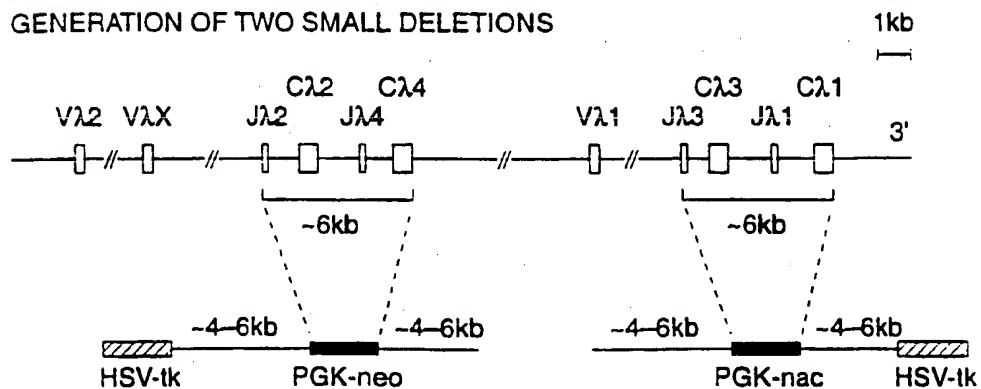 GENERATION OF TWO SMALL DELETIONS
1kb
Cλ2 Cλ4 Cλ3 Cλ1
Vλ2 VλX Jλ2 Jλ4 Vλ1 Jλ3 Jλ1 3'
~6kb ~6kb
~4–6kb ~4–6kb ~4–6kb ~4–6kb
HSV-tk PGK-neo PGK-nac HSV-tk